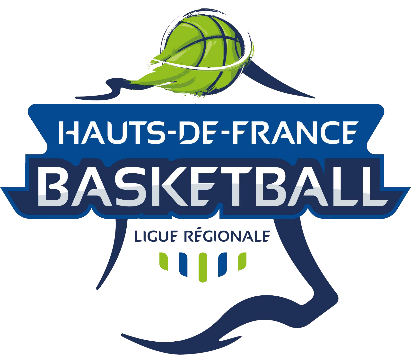 HAUTS-DE-FRANCE
BASKETBALL
LIGUE RÉGIONALE